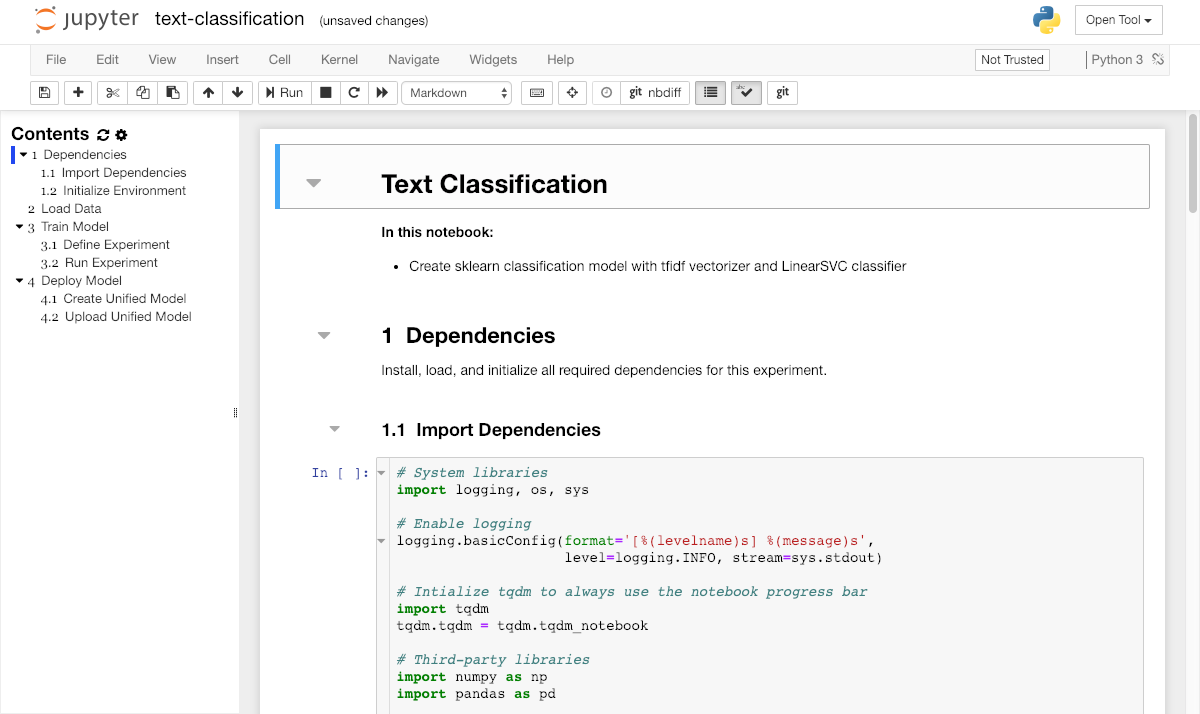 jupyter text-classification (unsaved changes) Open Tool
File Edit View Insert Cell Kernel Navigate Widgets Help Not Trusted Python 3
Run Markdown git nbdiff abc git
Contents
1 Dependencies
1.1 Import Dependencies
1.2 Initialize Environment
2 Load Data
3 Train Model
3.1 Define Experiment
3.2 Run Experiment
4 Deploy Model
4.1 Create Unified Model
4.2 Upload Unified Model
Text Classification
In this notebook:
• Create sklearn classification model with tfidf vectorizer and LinearSVC classifier
1 Dependencies
Install, load, and initialize all required dependencies for this experiment.
1.1 Import Dependencies
In [ ]: # System libraries
import logging, os, sys
# Enable logging
logging.basicConfig(format='[%(levelname)s] %(message)s',
level=logging.INFO, stream=sys.stdout)
# Intialize tqdm to always use the notebook progress bar
import tqdm
tqdm.tqdm = tqdm.tqdm_notebook
# Third-party libraries
import numpy as np
import pandas as pd